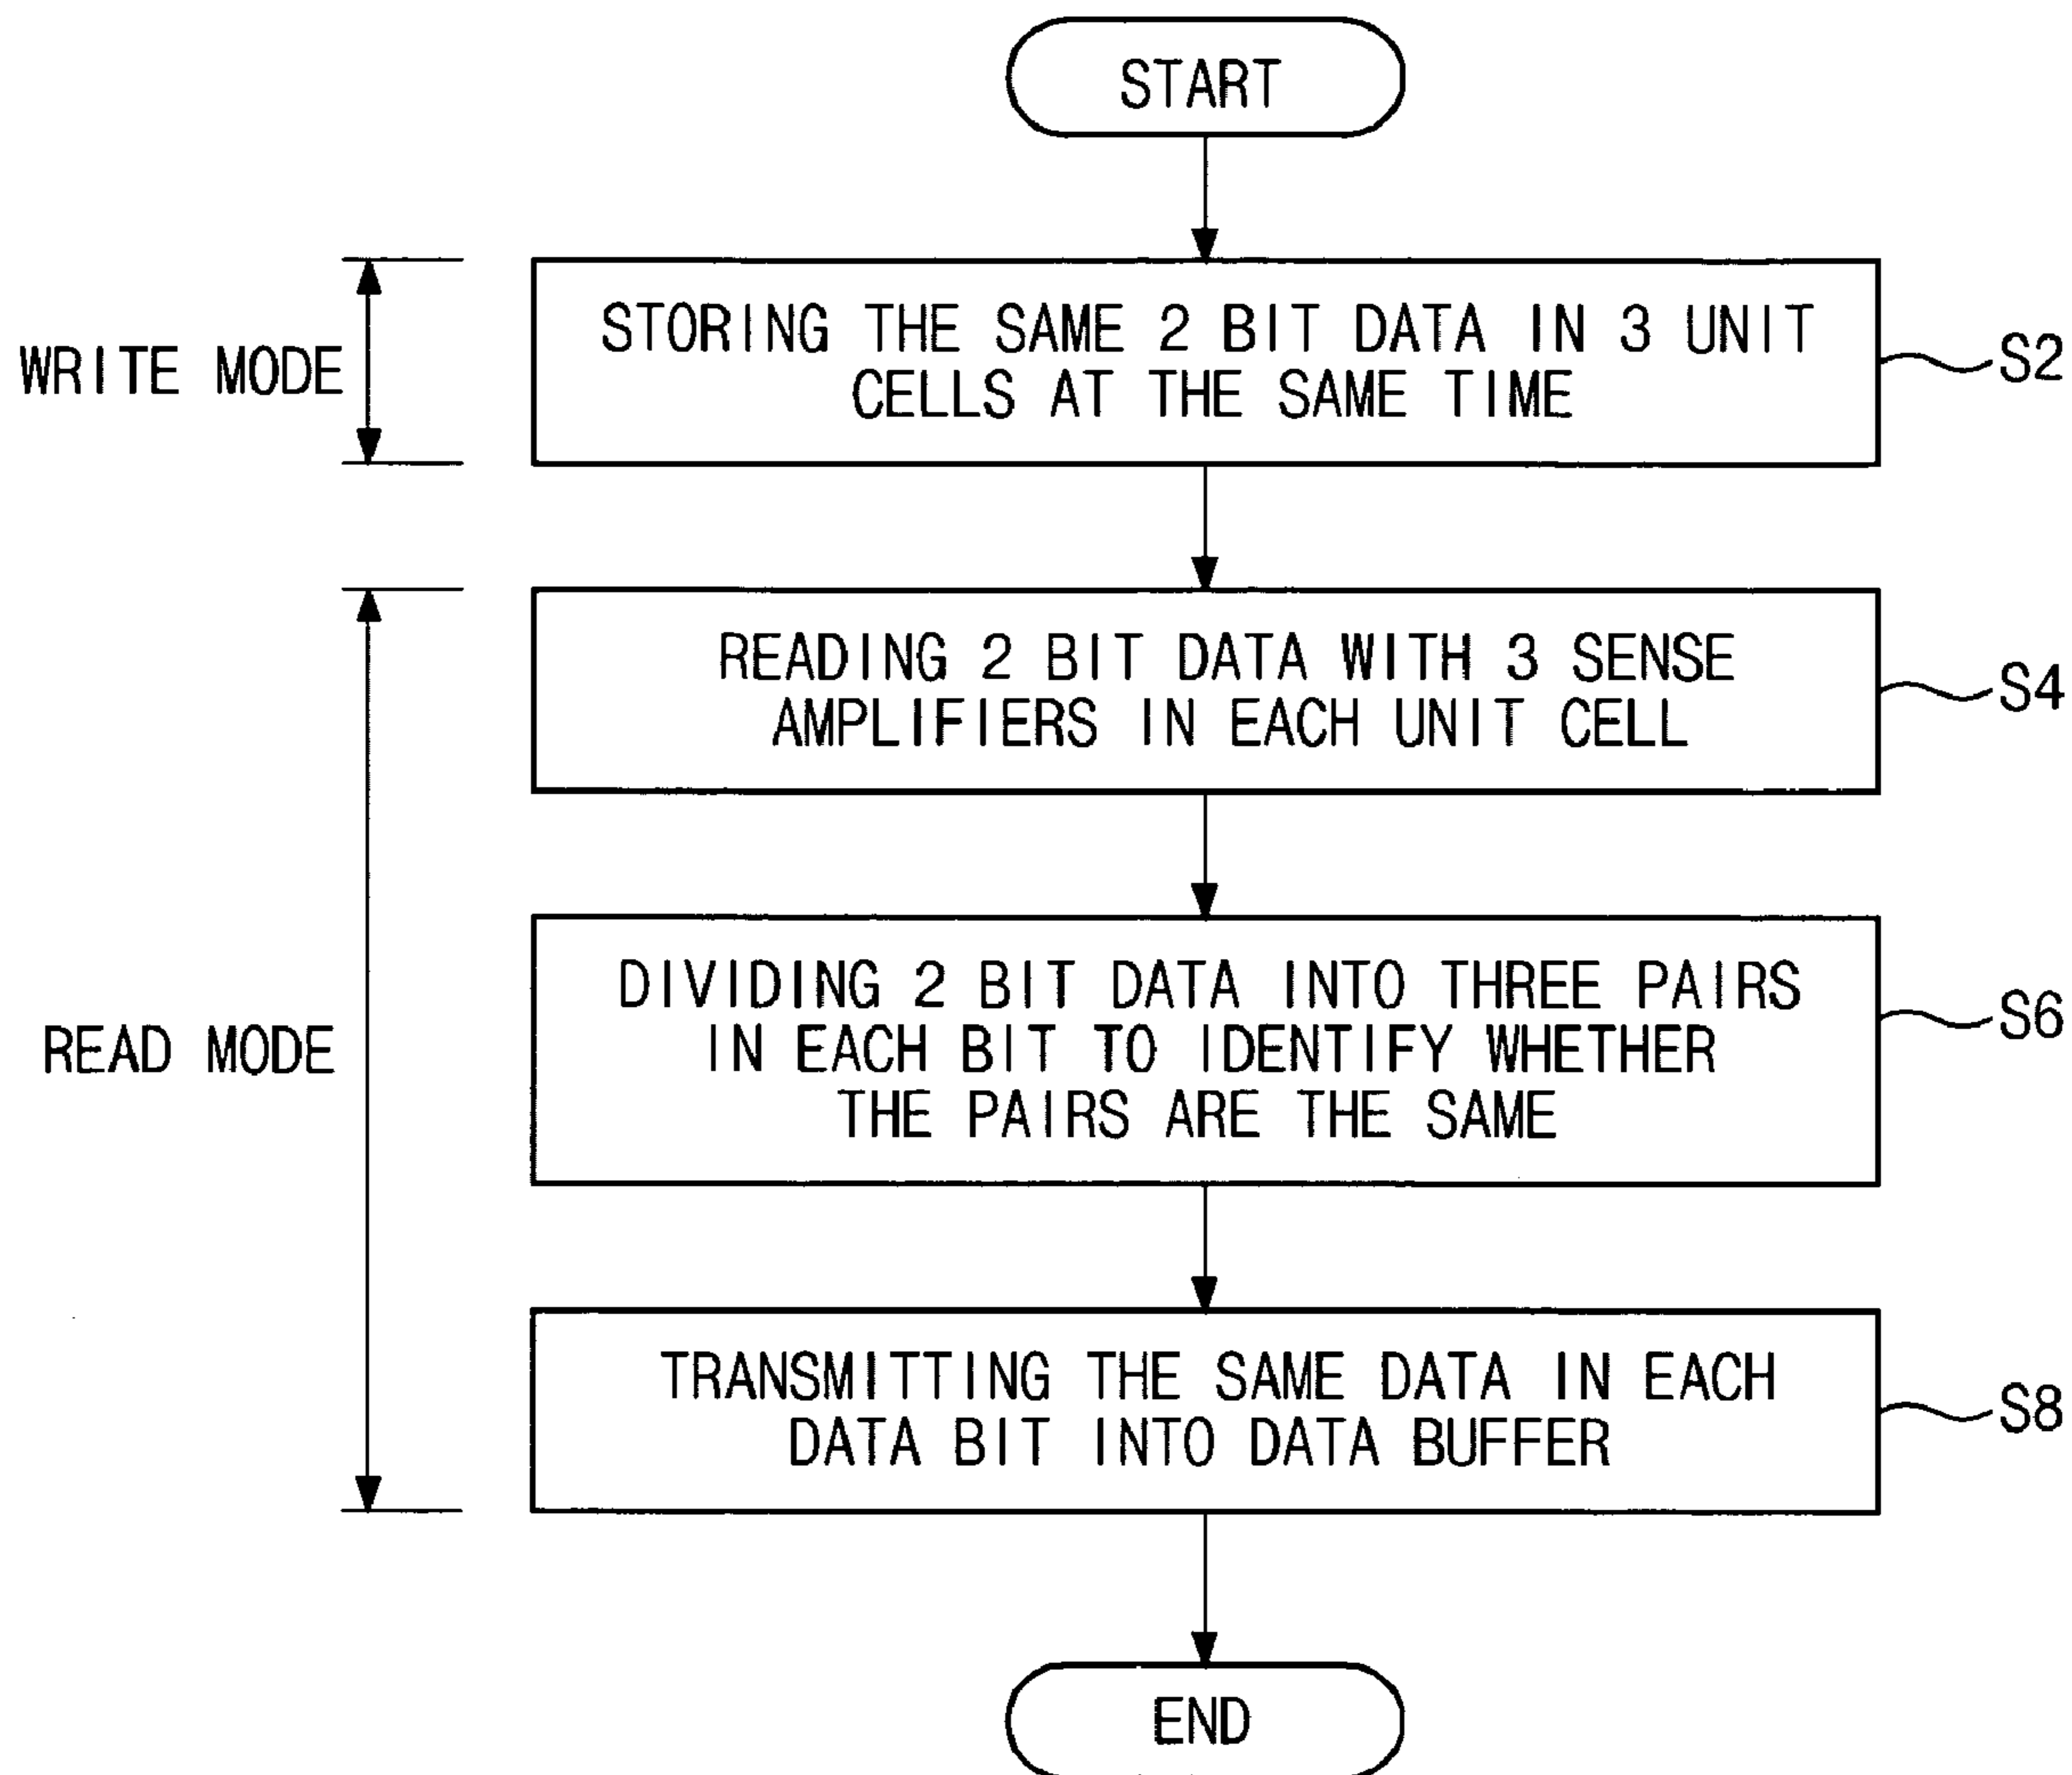 START
WRITE MODE
STORING THE SAME 2 BIT DATA IN 3 UNIT
CELLS AT THE SAME TIME
S2
READING 2 BIT DATA WITH 3 SENSE
AMPLIFIERS IN EACH UNIT CELL
S4
READ MODE
DIVIDING 2 BIT DATA INTO THREE PAIRS
IN EACH BIT TO IDENTIFY WHETHER
THE PAIRS ARE THE SAME
S6
TRANSMITTING THE SAME DATA IN EACH
DATA BIT INTO DATA BUFFER
S8
END